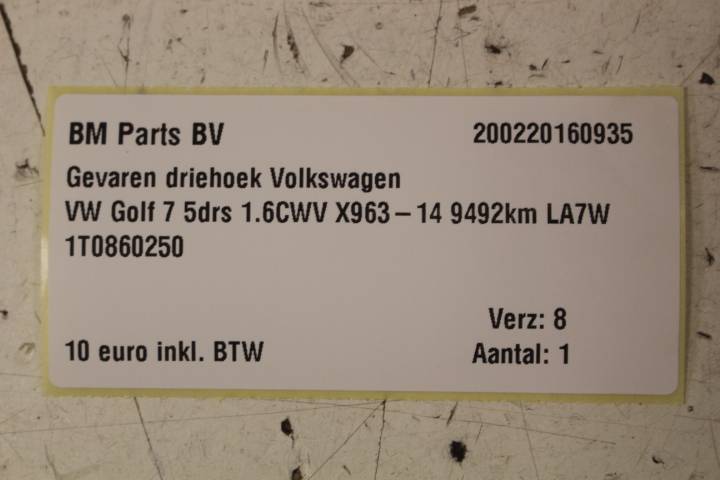 BM Parts BV 200220160935
Gevaren driehoek Volkswagen
VW Golf 7 5drs 1.6CWV X963-14 9492km LA7W
1T0860250
Verz: 8
10 euro inkl. BTW Aantal: 1